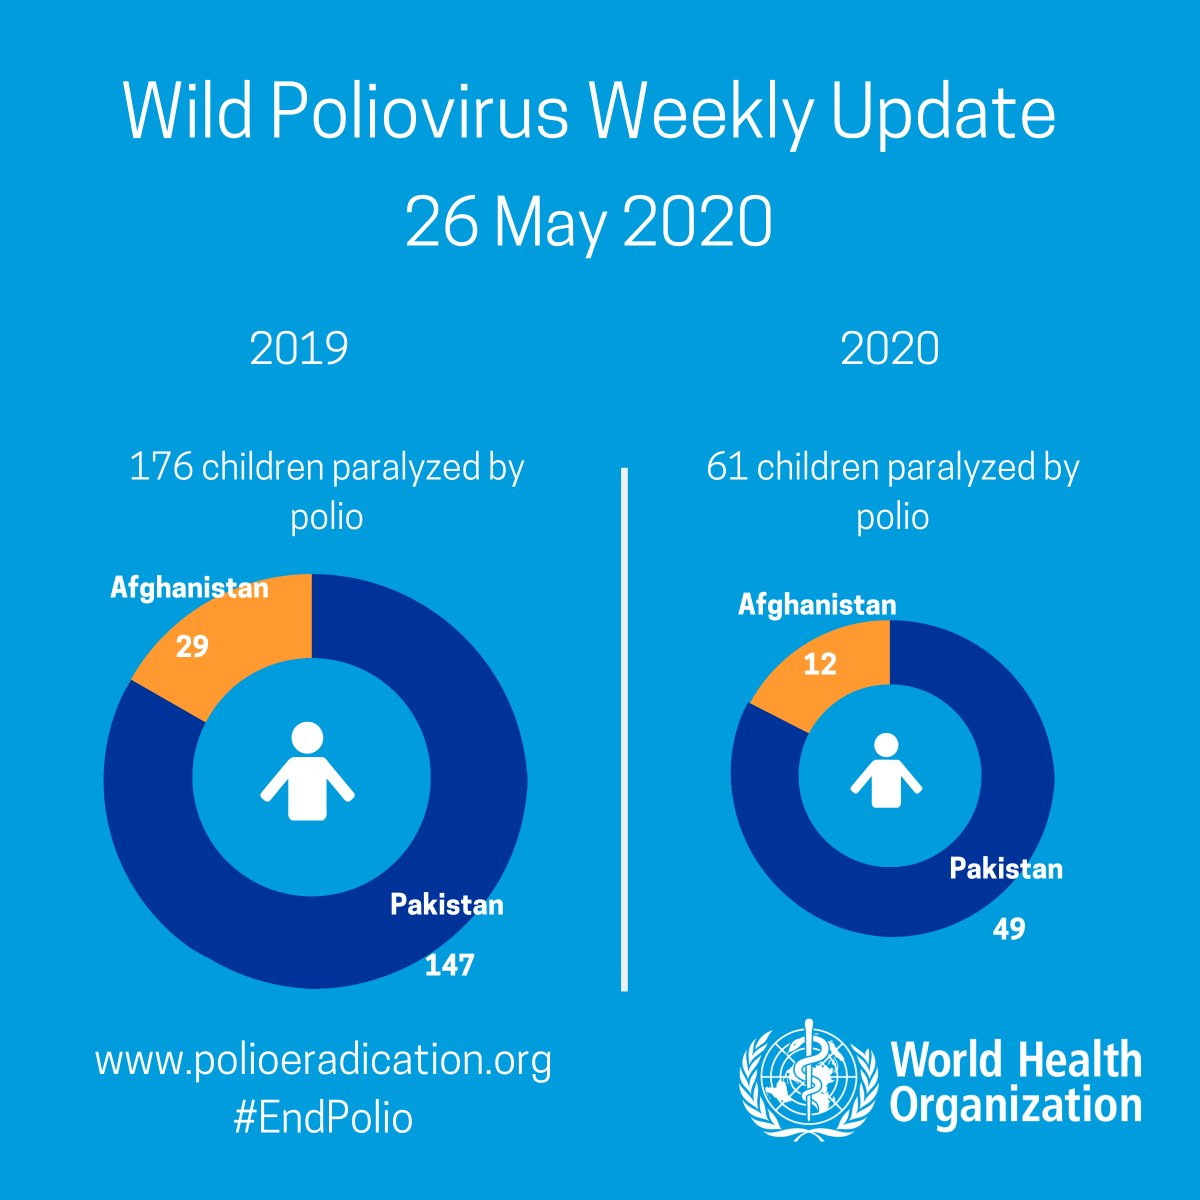 Wild Poliovirus Weekly Update
26 May 2020
2019
176 children paralyzed by
polio
Afghanistan
29
Pakistan
147
2020
61 children paralyzed by
polio
Afghanistan
12
Pakistan
49
www.polioeradication.org
#EndPolio
World Health
Organization